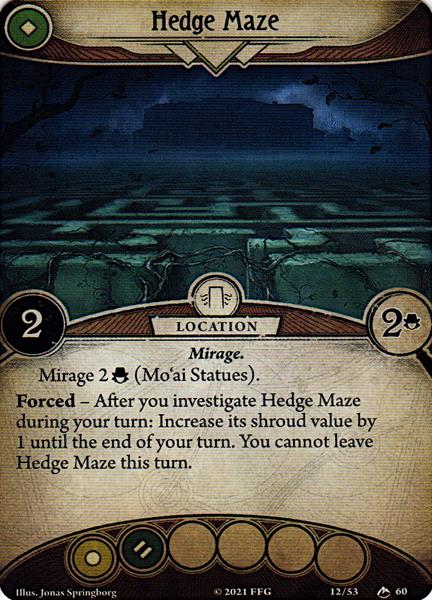 Hedge Maze
2
2
LOCATION
Mirage.
Mirage 2 (Mo‘ai Statues).
Forced – After you investigate Hedge Maze
during your turn: Increase its shroud value by
1 until the end of your turn. You cannot leave
Hedge Maze this turn.
Illus. Jonas Springborg © 2021 FFG 12/53 60